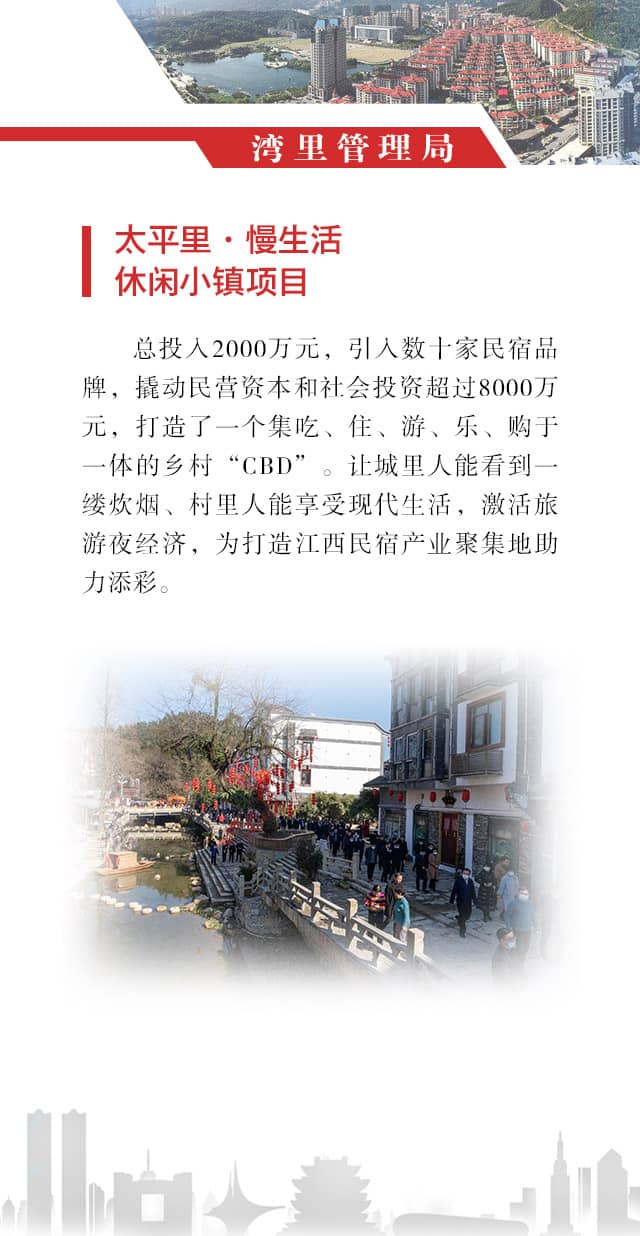 湾里管理局
太平里·慢生活
休闲小镇项目
总投入2000万元，引入数十家民宿品
牌，撬动民营资本和社会投资超过8000万
元，打造了一个集吃、住、游、乐、购于
一体的乡村“CBD”。让城里人能看到一
缕炊烟、村里人能享受现代生活，激活旅
游夜经济，为打造江西民宿产业聚集地助
力添彩。